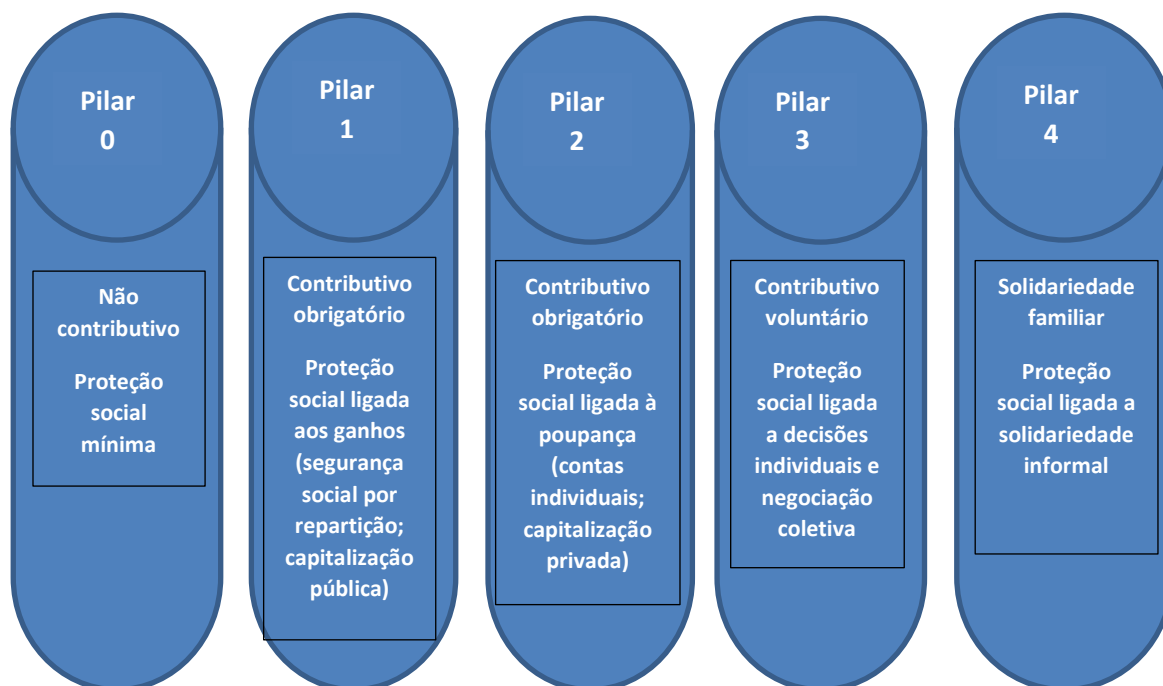 Pilar
0
Não
contributivo
Proteção
social
mínima
Pilar
1
Contributivo
obrigatório
Proteção
social ligada
aos ganhos
(segurança
social por
repartição;
capitalização
pública)
Pilar
2
Contributivo
obrigatório
Proteção
social ligada à
poupança
(contas
individuais;
capitalização
privada)
Pilar
3
Contributivo
voluntário
Proteção
social ligada
a decisões
individuais e
negociação
coletiva
Pilar
4
Solidariedade
familiar
Proteção
social ligada a
solidariedade
informal